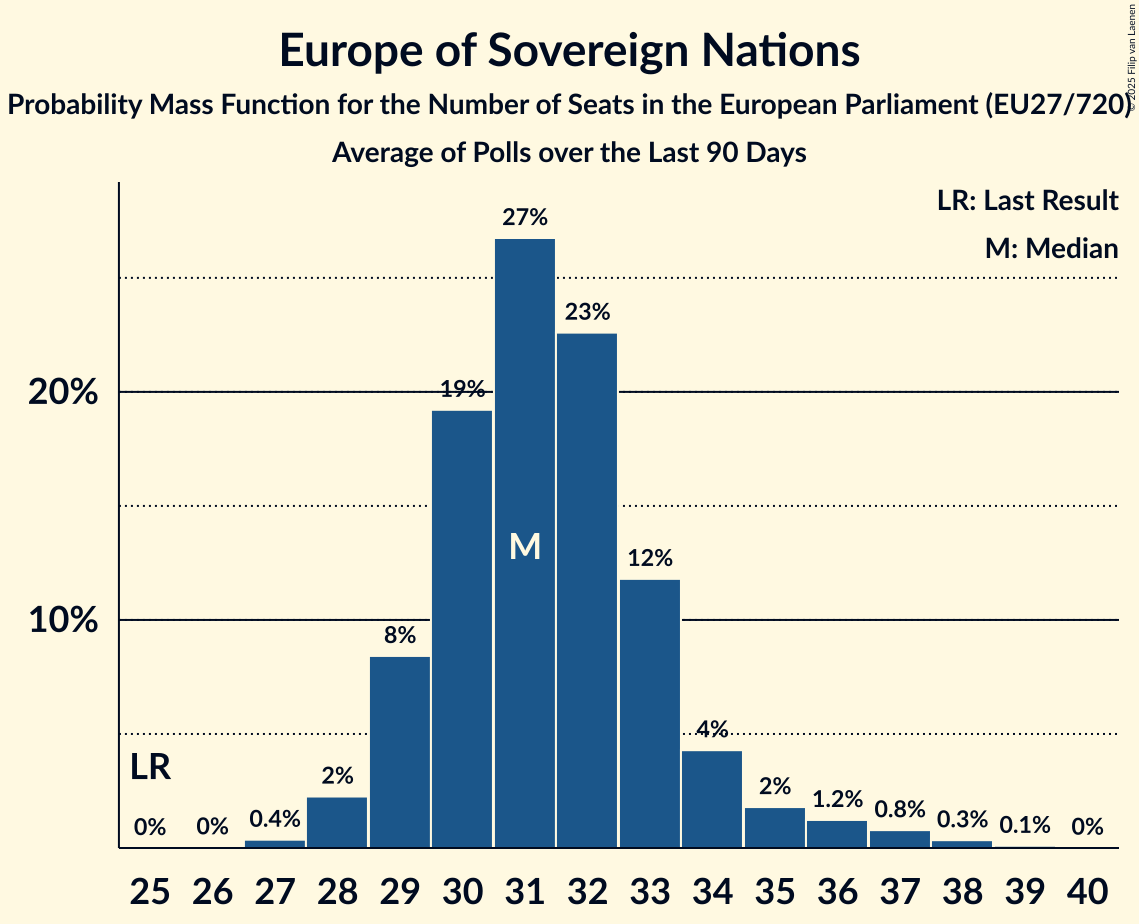 Europe of Sovereign Nations
Probability Mass Function for the Number of Seats in the European Parliament (EU27/720)
Average of Polls over the Last 90 Days
© 2025 Filip van Laenen
LR: Last Result
M: Median
27%
23%
20%
19%
M
12%
10%
8%
4%
LR
2%
2%
1.2%
0%
0%
0.4%
0.8%
0.3%
0.1%
0%
25 26 27 28 29 30 31 32 33 34 35 36 37 38 39 40